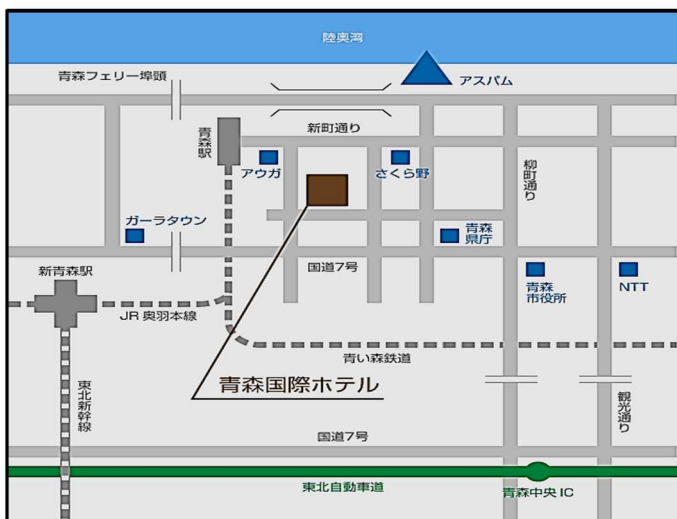 陸奥湾
青森フェリー埠頭
アスパム
青森駅
新町通り
アウガ
さくら野
柳町通り
ガーラタウン
青森
県庁
新青森駅
国道7号
青森
市役所
NTT
JR奥羽本線
青い森鉄道
青森国際ホテル
東北新幹線
観光通り
国道7号
東北自動車道
青森中央IC